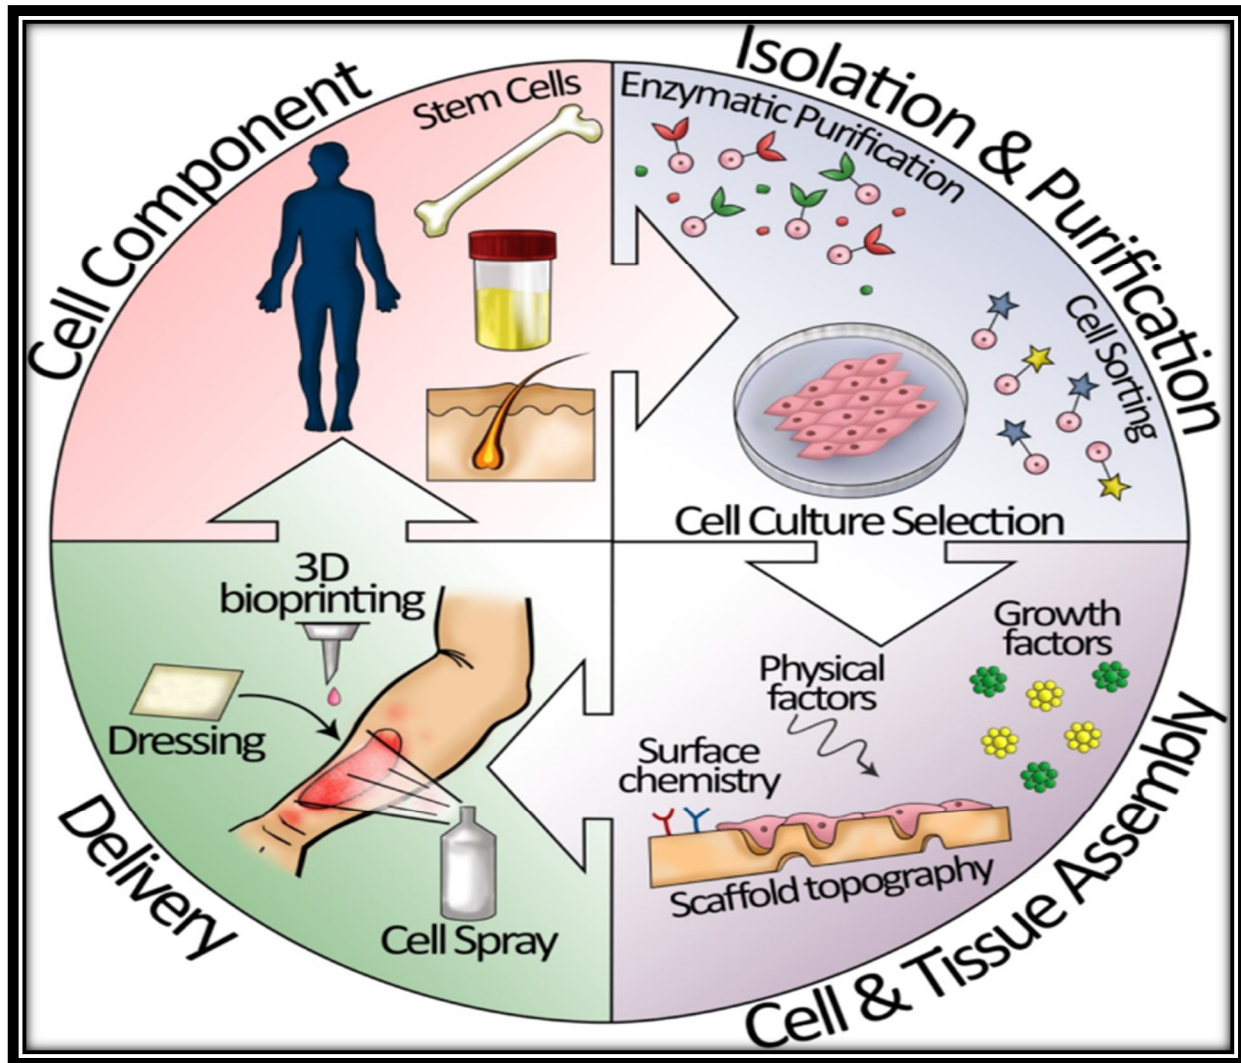 Cell Component
Stem Cells
Isolation & Purification
Enzymatic Purification
Cell Sorting
Cell Culture Selection
Cell & Tissue Assembly
Growth
factors
Physical
factors
Surface
chemistry
Scaffold topography
Delivery
3D
bioprinting
Dressing
Cell Spray